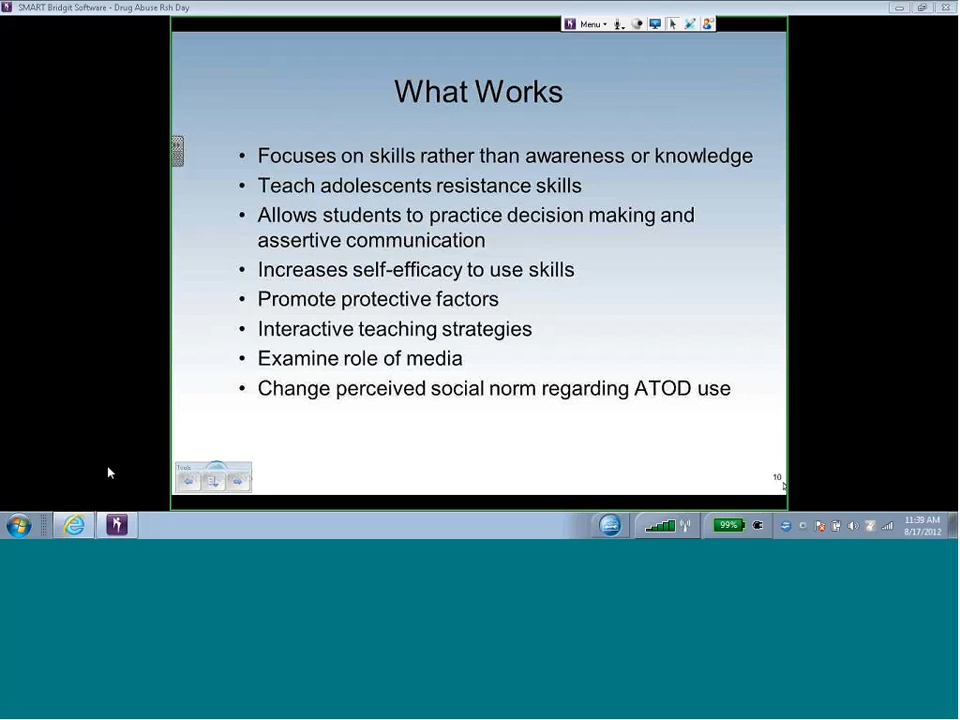 SMART Bridgit Software - Drug Abuse Rsh Day
Menu
What Works
• Focuses on skills rather than awareness or knowledge
• Teach adolescents resistance skills
• Allows students to practice decision making and
assertive communication
• Increases self-efficacy to use skills
• Promote protective factors
• Interactive teaching strategies
• Examine role of media
• Change perceived social norm regarding ATOD use
Tools
10
99%
11:39 AM
8/17/2012